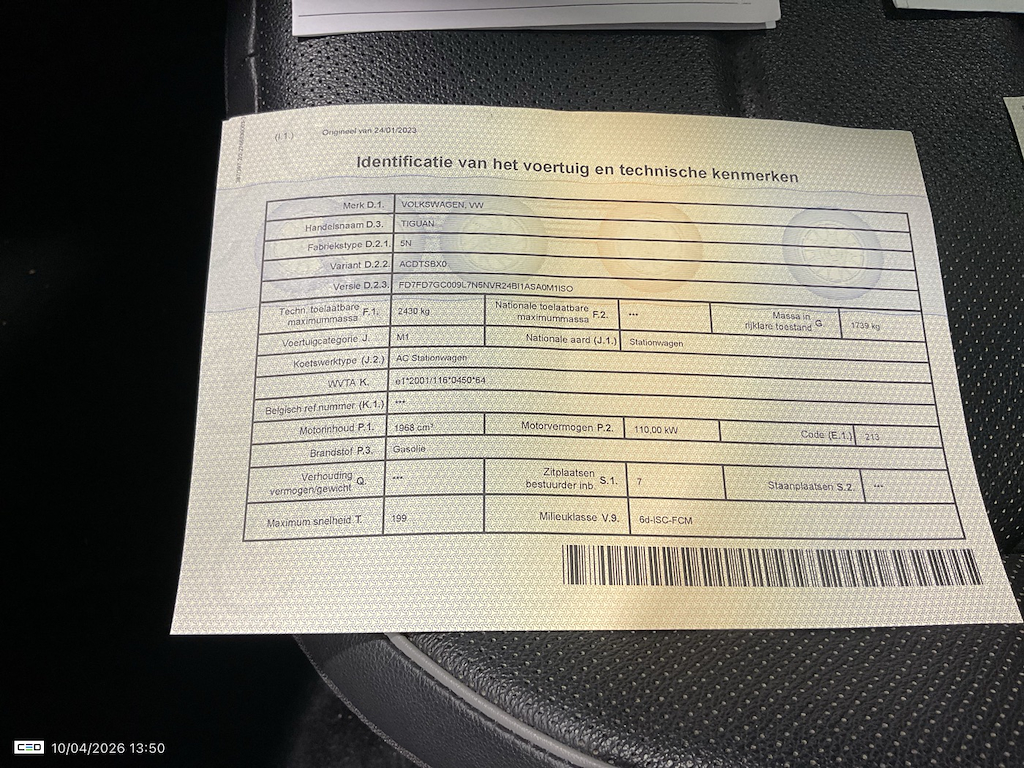 (I.1.) Origineel van 24/01/2023
Identificatie van het voertuig en technische kenmerken
Merk D.1. VOLKSWAGEN, VW
Handelsnaam D.3. TIGUAN
Fabriekstype D.2.1. 5N
Variant D.2.2. ACDTSBX0
Versie D.2.3. FD7FD7GC009L7N5NVR24BI1ASA0M1ISO
Techn. toelaatbare maximummassa F.1. 2430 kg Nationale toelaatbare maximummassa F.2. *** Massa in rijklare toestand G 1739 kg
Voertuigcategorie J. M1 Nationale aard (J.1.) Stationwagen
Koetswerktype (J.2.) AC Stationwagen
WVTA K. e1*2001/116*0450*64
Belgisch ref.nummer (K.1.) ***
Motorinhoud P.1. 1968 cm³ Motorvermogen P.2. 110,00 kW Code (E.1.) 213
Brandstof P.3. Gasolie
Verhouding vermogen/gewicht Q. *** Zitplaatsen bestuurder inb. S.1. 7 Staanplaatsen S.2. ***
Maximum snelheid T. 199 Milieuklasse V.9. 6d-ISC-FCM
10/04/2026 13:50